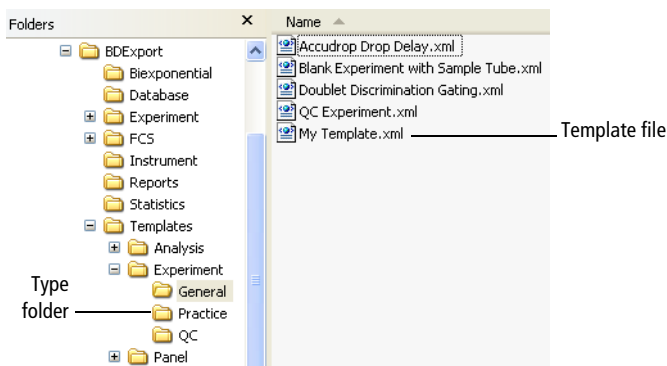 Folders
×
BDExport
Biexponential
Database
Experiment
FCS
Instrument
Reports
Statistics
Templates
Analysis
Experiment
General
Practice
QC
Panel
Type
folder
Name
Accudrop Drop Delay.xml
Blank Experiment with Sample Tube.xml
Doublet Discrimination Gating.xml
QC Experiment.xml
My Template.xml
Template file